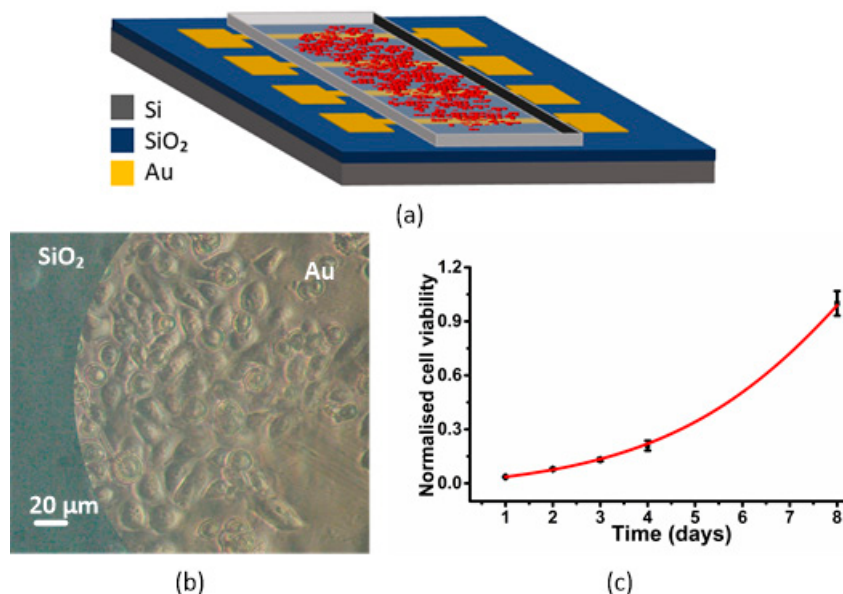 Si
SiO₂
Au
(a)
SiO₂
Au
20 µm
(b)
Normalised cell viability
1.2
0.9
0.6
0.3
0.0
1 2 3 4 5 6 7 8
Time (days)
(c)